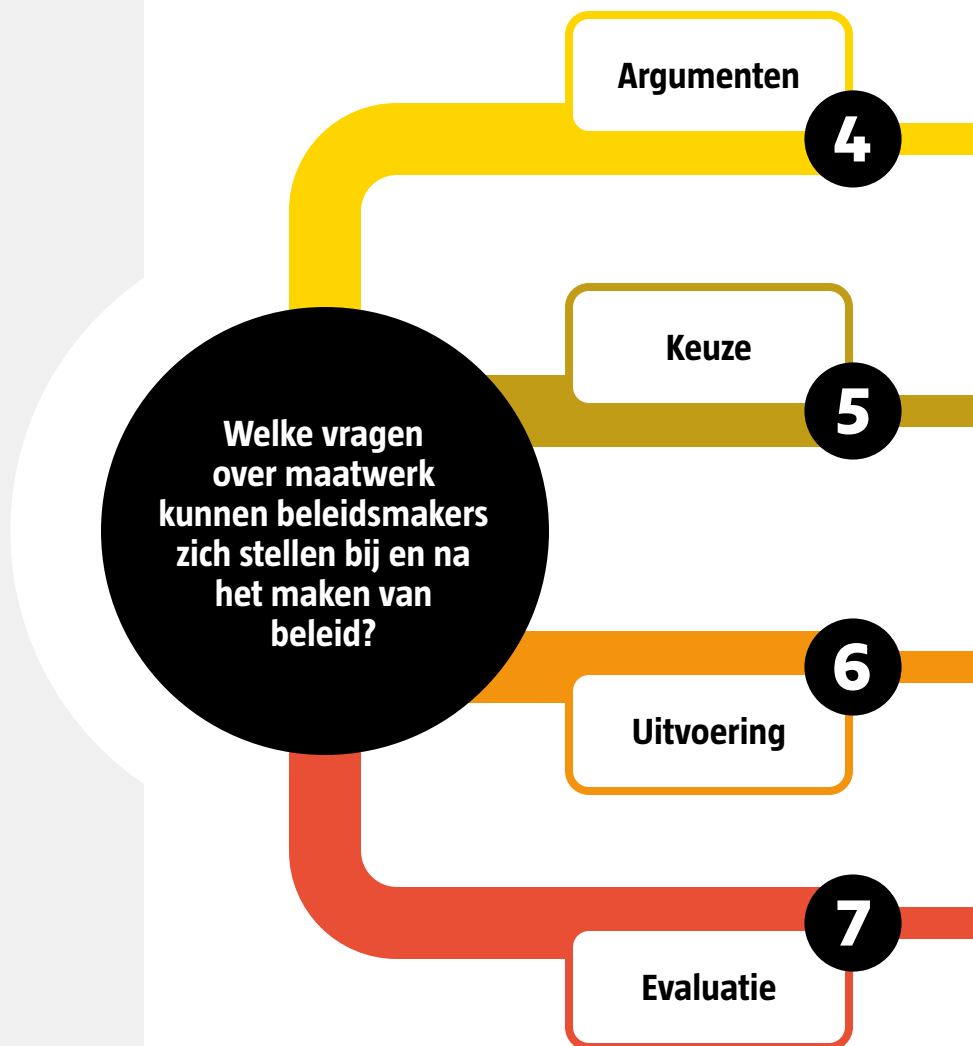 Argumenten
4
Keuze
5
Welke vragen
over maatwerk
kunnen beleidsmakers
zich stellen bij en na
het maken van
beleid?
6
Uitvoering
7
Evaluatie